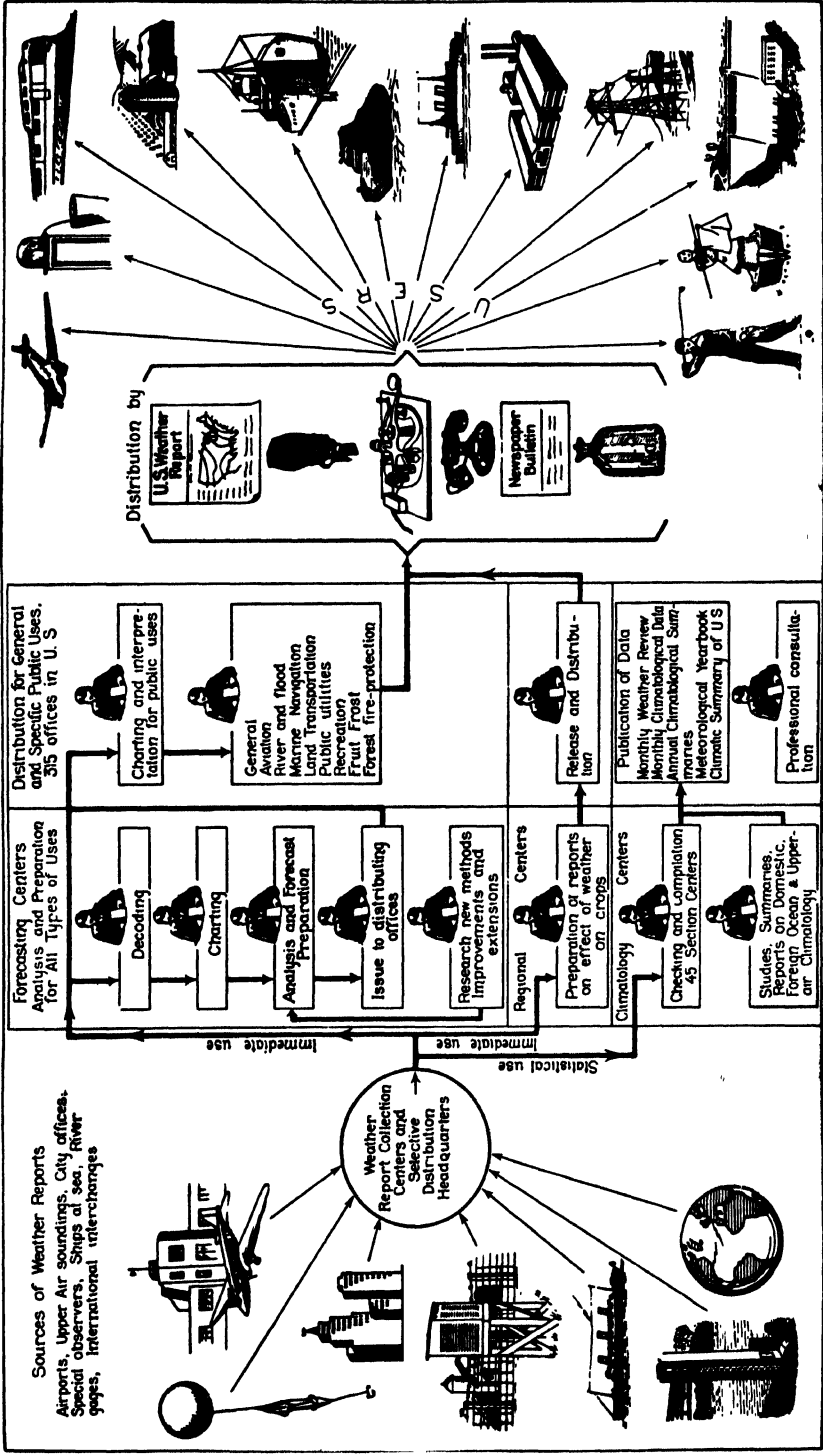 Sources of Weather Reports
Airports, Upper Air soundings, City offices,
Special observers, Ships at sea, River
gages, International interchanges
Weather
Report Collection
Centers and
Selective
Distribution
Headquarters
Immediate use
Immediate use
Statistical use
Forecasting Centers
Analysis and Preparation
for All Types of Uses
Decoding
Charting
Analysis and Forecast
Preparation
Issue to distributing
offices
Research new methods
Improvements and
extensions
Regional Centers
Preparation of reports
on effect of weather
on crops
Climatology Centers
Checking and compilation
45 Section Centers
Studies, Summaries,
Reports on Domestic,
Foreign Ocean & Upper-
air Climatology
Distribution for General
and Specific Public Uses.
315 offices in U. S
Charting and interpre-
tation for public uses
General
Aviation
River and flood
Marine Navigation
Land Transportation
Public utilities
Recreation
Fruit Frost
Forest fire-protection
Release and Distribu-
tion
Publication of Data
Monthly Weather Review
Monthly Climatological Data
Annual Climatological Sum-
maries
Meteorological Yearbook
Climatic Summary of U S
Professional consulta-
tion
Distribution by
U.S. Weather
Report
Newspaper
Bulletin
Mail
USERS